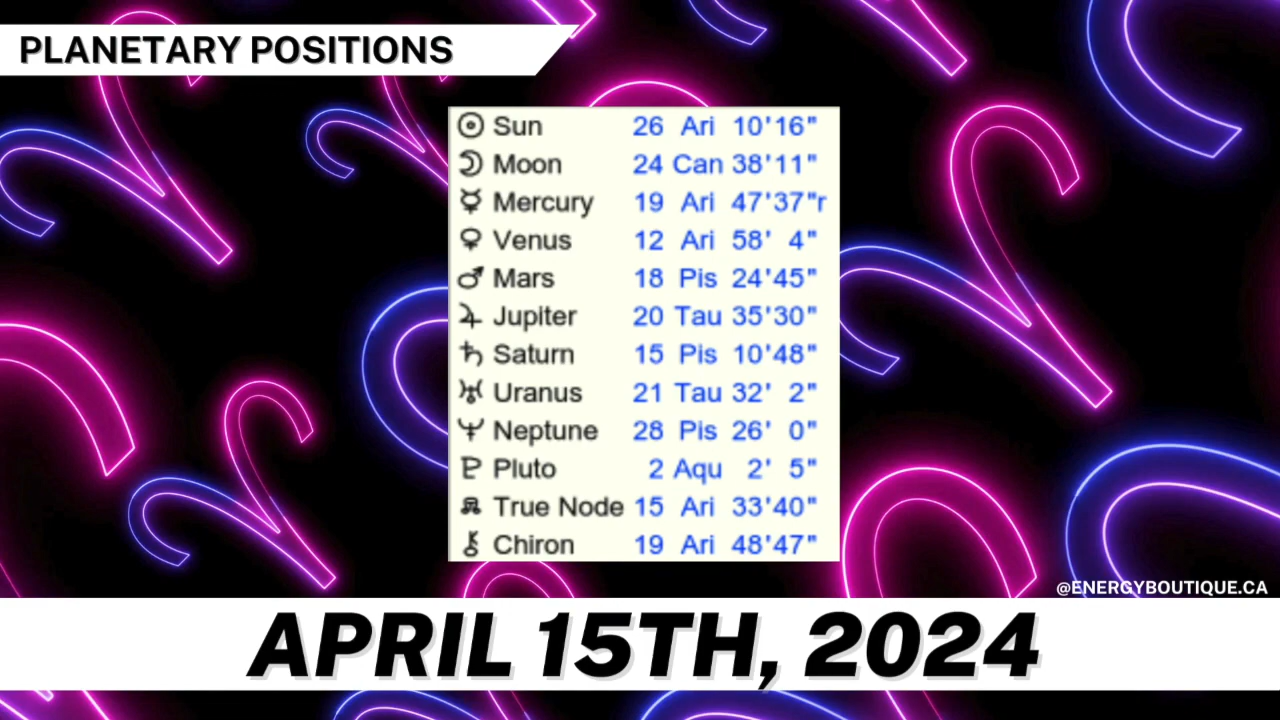 PLANETARY POSITIONS
Sun 26 Ari 10'16"
Moon 24 Can 38'11"
Mercury 19 Ari 47'37"r
Venus 12 Ari 58' 4"
Mars 18 Pis 24'45"
Jupiter 20 Tau 35'30"
Saturn 15 Pis 10'48"
Uranus 21 Tau 32' 2"
Neptune 28 Pis 26' 0"
Pluto 2 Aqu 2' 5"
True Node 15 Ari 33'40"
Chiron 19 Ari 48'47"
@ENERGYBOUTIQUE.CA
APRIL 15TH, 2024